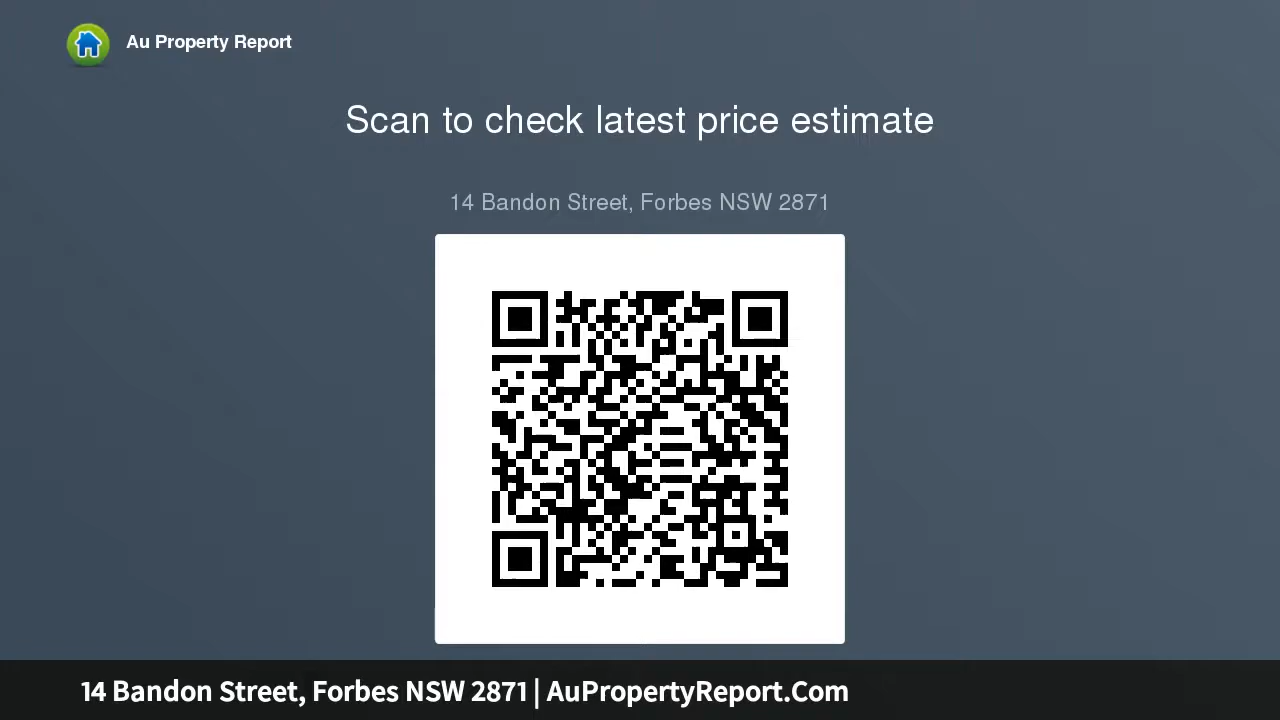 Au Property Report
Scan to check latest price estimate
14 Bandon Street, Forbes NSW 2871
14 Bandon Street, Forbes NSW 2871 | AuPropertyReport.Com